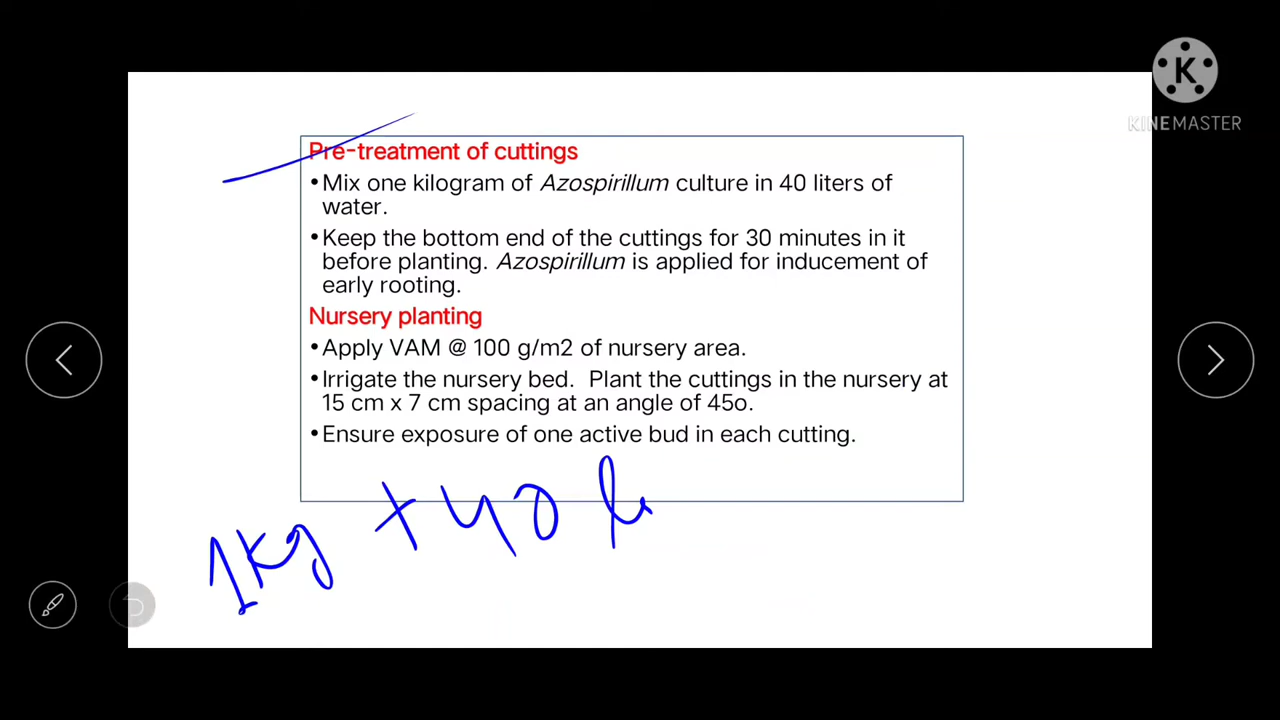 K
KINEMASTER
Pre-treatment of cuttings
•Mix one kilogram of Azospirillum culture in 40 liters of
water.
•Keep the bottom end of the cuttings for 30 minutes in it
before planting. Azospirillum is applied for inducement of
early rooting.
Nursery planting
•Apply VAM @ 100 g/m2 of nursery area.
•Irrigate the nursery bed.  Plant the cuttings in the nursery at
15 cm x 7 cm spacing at an angle of 45o.
•Ensure exposure of one active bud in each cutting.
1kg + 40